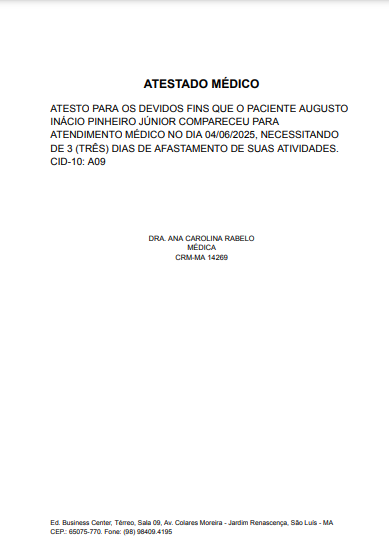 ATESTADO MÉDICO
ATESTO PARA OS DEVIDOS FINS QUE O PACIENTE AUGUSTO
INÁCIO PINHEIRO JÚNIOR COMPARECEU PARA
ATENDIMENTO MÉDICO NO DIA 04/06/2025, NECESSITANDO
DE 3 (TRÊS) DIAS DE AFASTAMENTO DE SUAS ATIVIDADES.
CID-10: A09
DRA. ANA CAROLINA RABELO
MÉDICA
CRM-MA 14269
Ed. Business Center, Térreo, Sala 09, Av. Colares Moreira - Jardim Renascença, São Luís - MA
CEP.: 65075-770. Fone: (98) 98409.4195